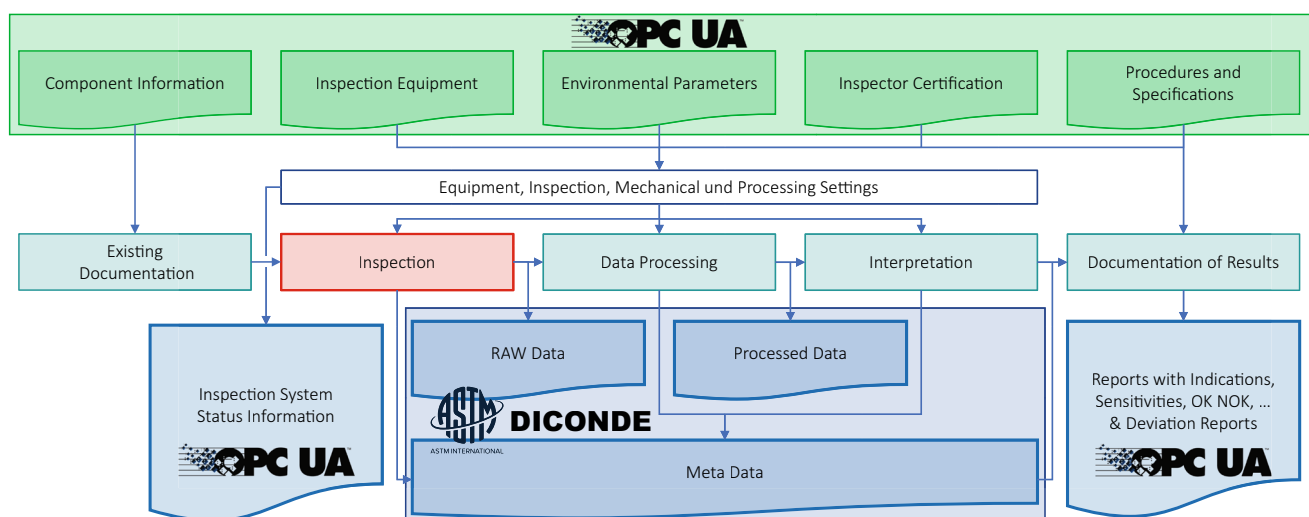 OPC UA
Component Information
Inspection Equipment
Environmental Parameters
Inspector Certification
Procedures and
Specifications
Equipment, Inspection, Mechanical und Processing Settings
Existing
Documentation
Inspection
Data Processing
Interpretation
Documentation of Results
RAW Data
Processed Data
Inspection System
Status Information
OPC UA
ASTM
ASTM INTERNATIONAL
DICONDE
Meta Data
Reports with Indications,
Sensitivities, OK NOK, ...
& Deviation Reports
OPC UA